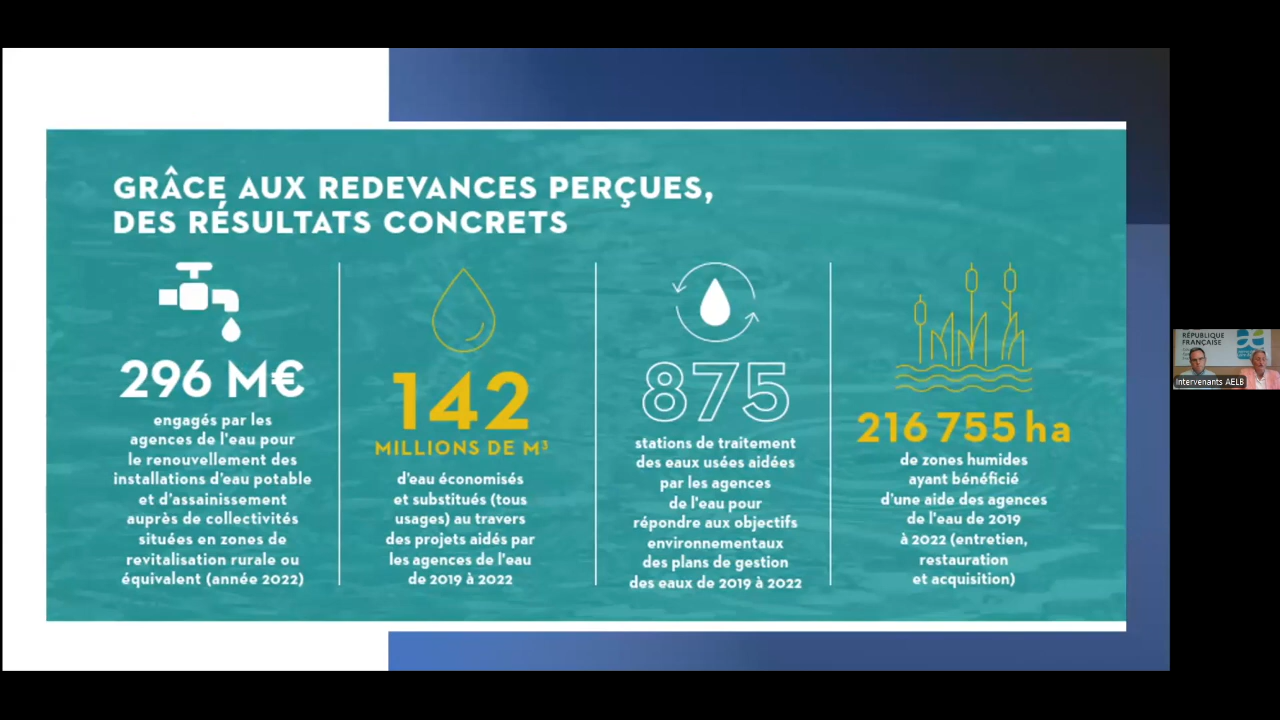 GRÂCE AUX REDEVANCES PERÇUES,
DES RÉSULTATS CONCRETS
296 M€
engagés par les
agences de l'eau pour
le renouvellement des
installations d'eau potable
et d'assainissement
auprès de collectivités
situées en zones de
revitalisation rurale ou
équivalent (année 2022)
142
MILLIONS DE M³
d'eau économisés
et substitués (tous
usages) au travers
des projets aidés par
les agences de l'eau
de 2019 à 2022
875
stations de traitement
des eaux usées aidées
par les agences
de l'eau pour
répondre aux objectifs
environnementaux
des plans de gestion
des eaux de 2019 à 2022
216 755 ha
de zones humides
ayant bénéficié
d'une aide des agences
de l'eau de 2019
à 2022 (entretien,
restauration
et acquisition)
RÉPUBLIQUE
FRANÇAISE
Intervenants AELB